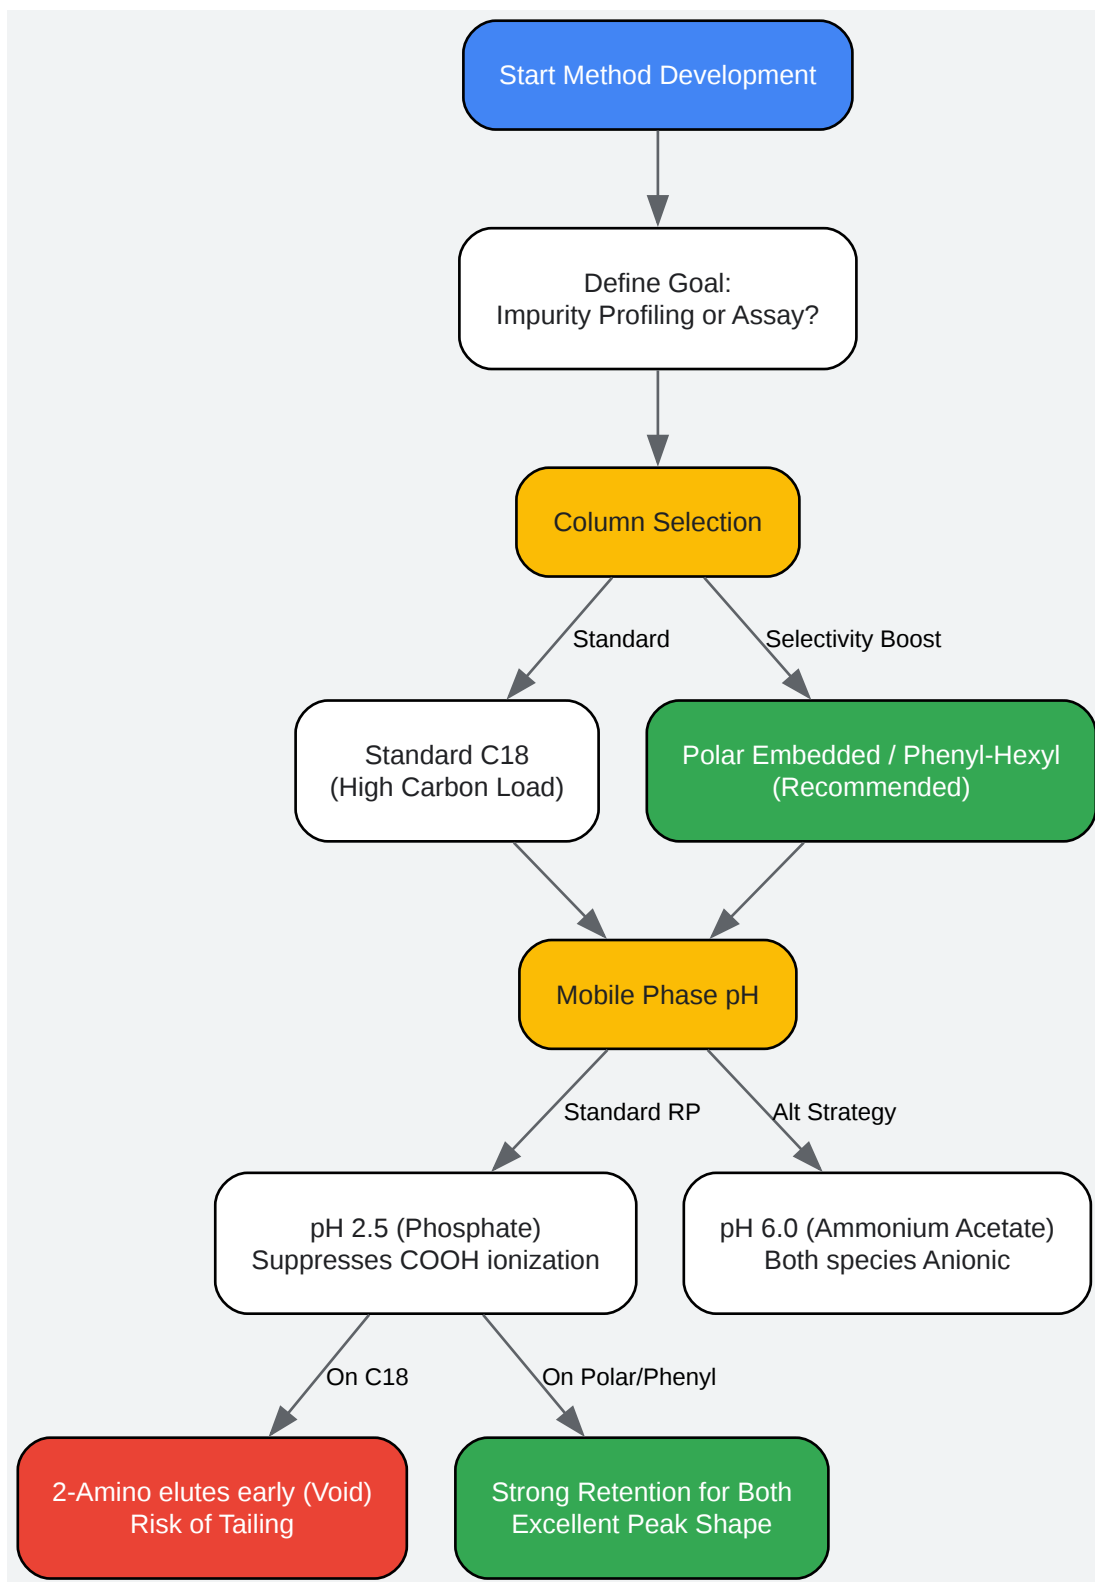 Start Method Development
Define Goal:
Impurity Profiling or Assay?
Column Selection
Standard
Selectivity Boost
Standard C18
(High Carbon Load)
Polar Embedded / Phenyl-Hexyl
(Recommended)
Mobile Phase pH
Standard RP
Alt Strategy
pH 2.5 (Phosphate)
Suppresses COOH ionization
pH 6.0 (Ammonium Acetate)
Both species Anionic
On C18
On Polar/Phenyl
2-Amino elutes early (Void)
Risk of Tailing
Strong Retention for Both
Excellent Peak Shape